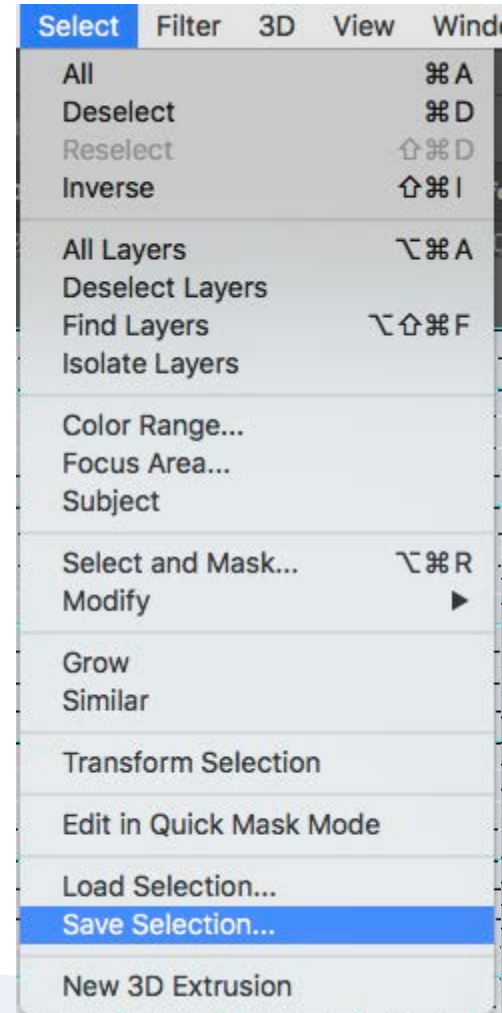 Select Filter 3D View Windo
All ⌘A
Deselect ⌘D
Reselect ⇧⌘D
Inverse ⇧⌘I
All Layers ⌥⌘A
Deselect Layers
Find Layers ⌥⇧⌘F
Isolate Layers
Color Range...
Focus Area...
Subject
Select and Mask... ⌥⌘R
Modify ▶
Grow
Similar
Transform Selection
Edit in Quick Mask Mode
Load Selection...
Save Selection...
New 3D Extrusion